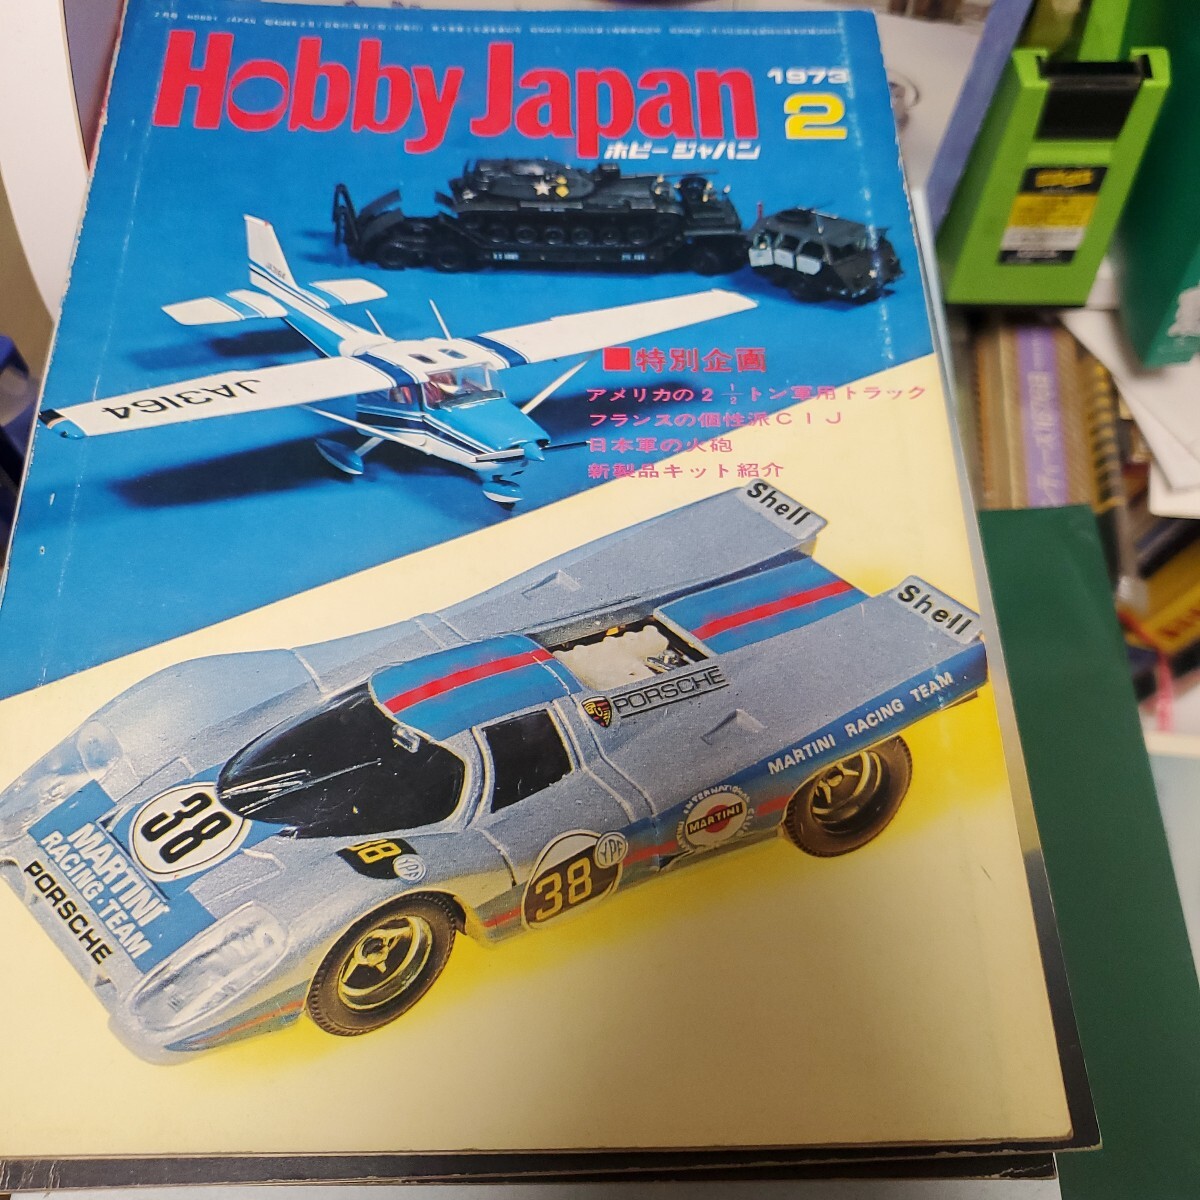 Hobby Japan
1973
2
ホビージャパン
JA3164
■特別企画
アメリカの2 1/2トン軍用トラック
フランスの個性派CIJ
日本軍の火砲
新製品キット紹介
Shell
Shell
PORSCHE
MARTINI RACING TEAM
38
MARTINI
RACING・TEAM
PORSCHE
38
YPF
38
YPF
MARTINI